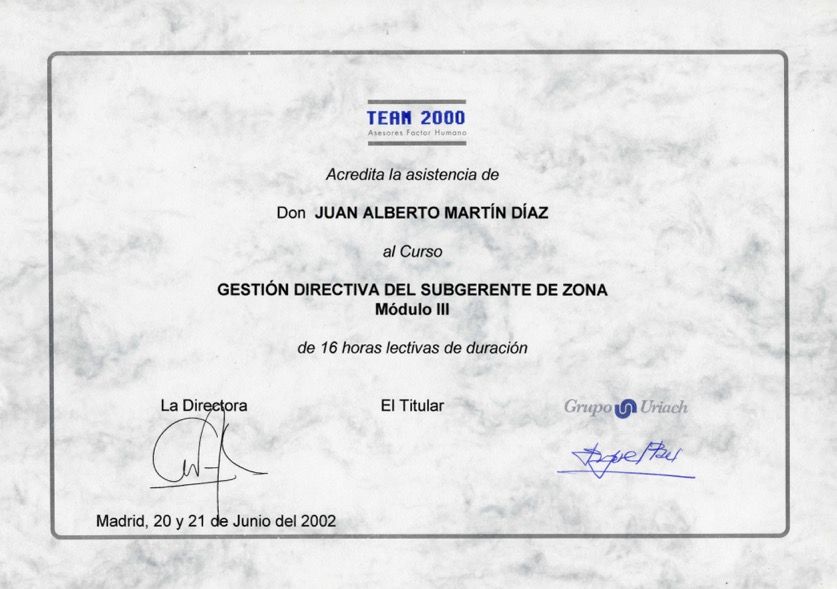 TEAM 2000
Asesores Factor Humano
Acredita la asistencia de
Don JUAN ALBERTO MARTÍN DÍAZ
al Curso
GESTIÓN DIRECTIVA DEL SUBGERENTE DE ZONA
Módulo III
de 16 horas lectivas de duración
La Directora
El Titular
Grupo Uriach
Madrid, 20 y 21 de Junio del 2002